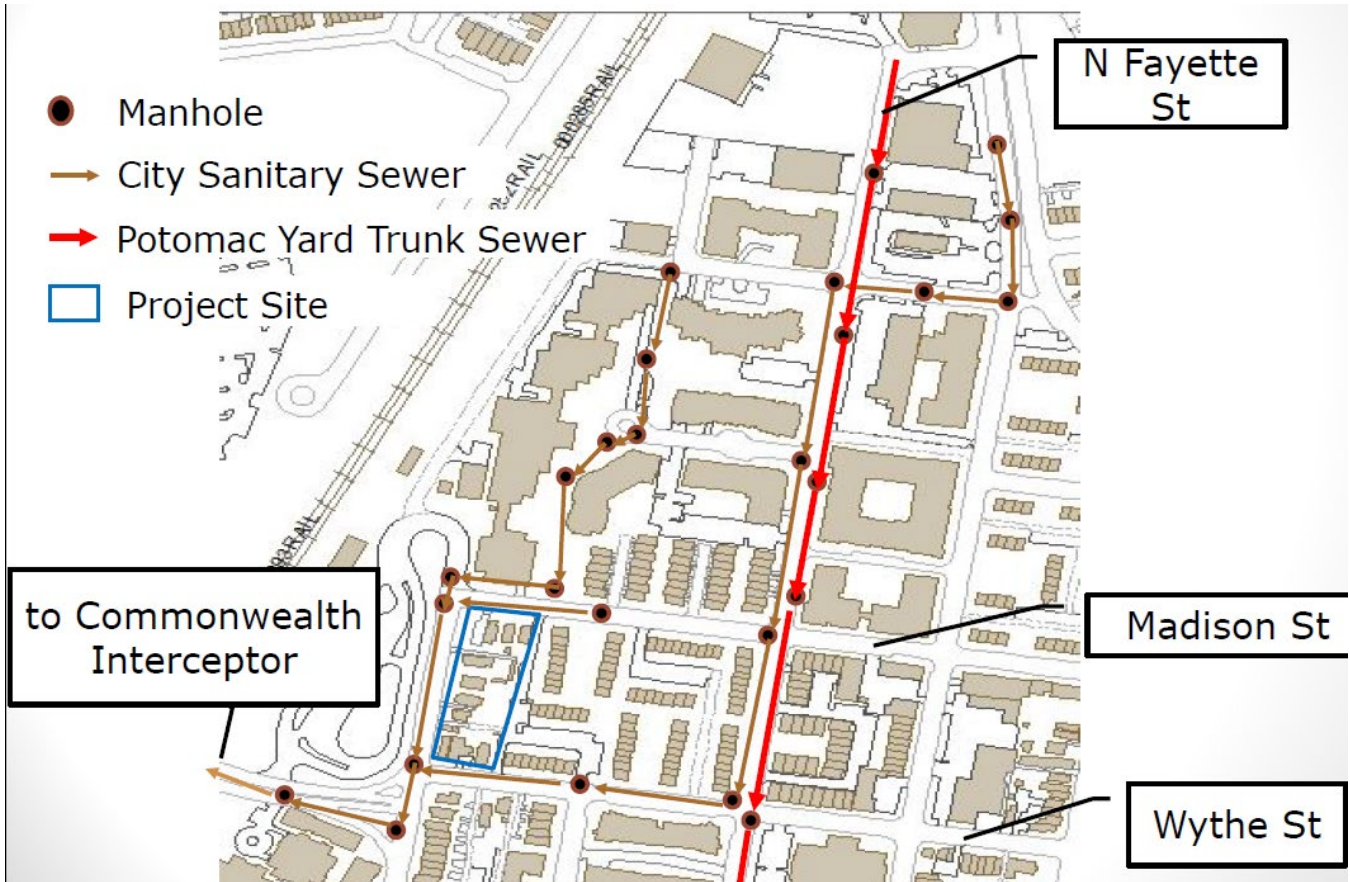 Manhole
City Sanitary Sewer
Potomac Yard Trunk Sewer
Project Site
N Fayette
St
to Commonwealth
Interceptor
Madison St
Wythe St